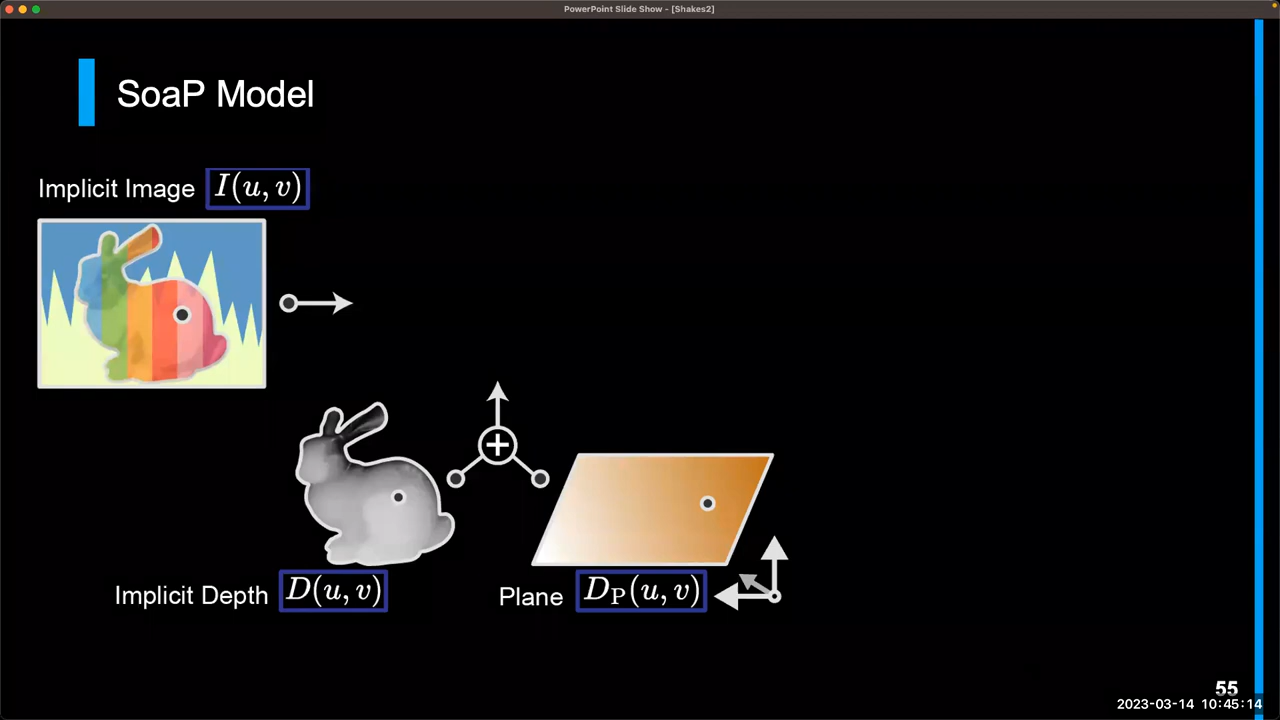 PowerPoint Slide Show - [Shakes2]
SoaP Model
Implicit Image I(u, v)
+
Implicit Depth D(u, v)
Plane D_P(u, v)
55
2023-03-14 10:45:14